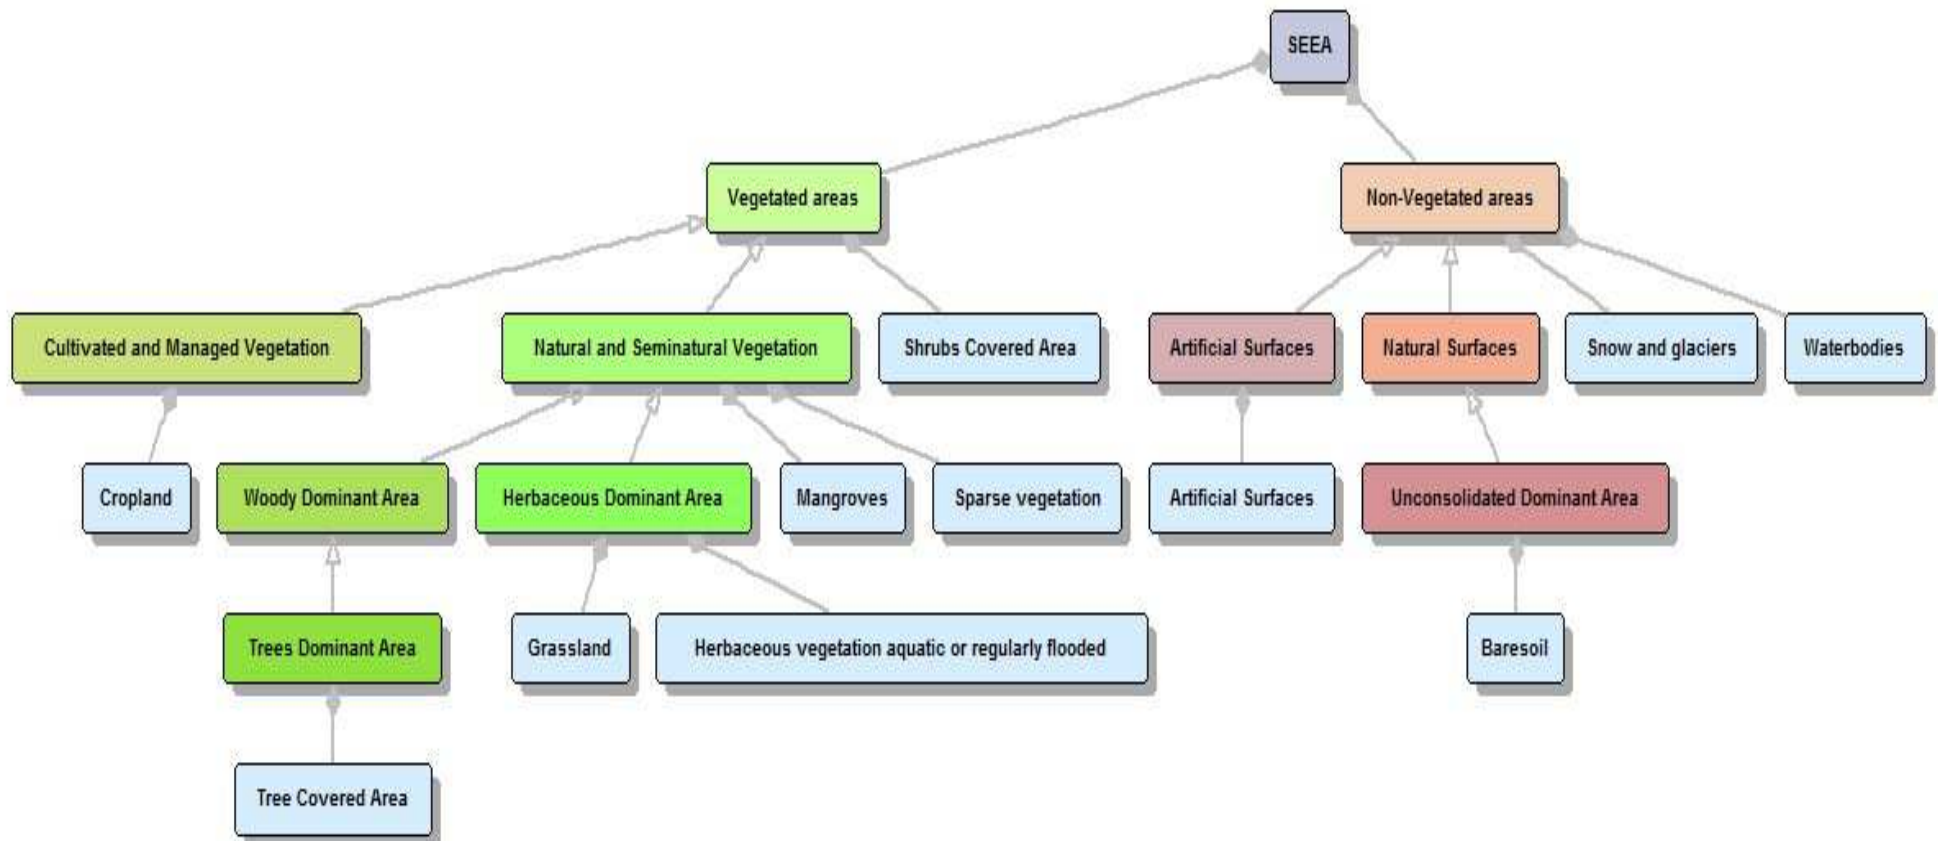 SEEA
Vegetated areas
Non-Vegetated areas
Cultivated and Managed Vegetation
Natural and Seminatural Vegetation
Shrubs Covered Area
Artificial Surfaces
Natural Surfaces
Snow and glaciers
Waterbodies
Cropland
Woody Dominant Area
Herbaceous Dominant Area
Mangroves
Sparse vegetation
Artificial Surfaces
Unconsolidated Dominant Area
Trees Dominant Area
Grassland
Herbaceous vegetation aquatic or regularly flooded
Baresoil
Tree Covered Area